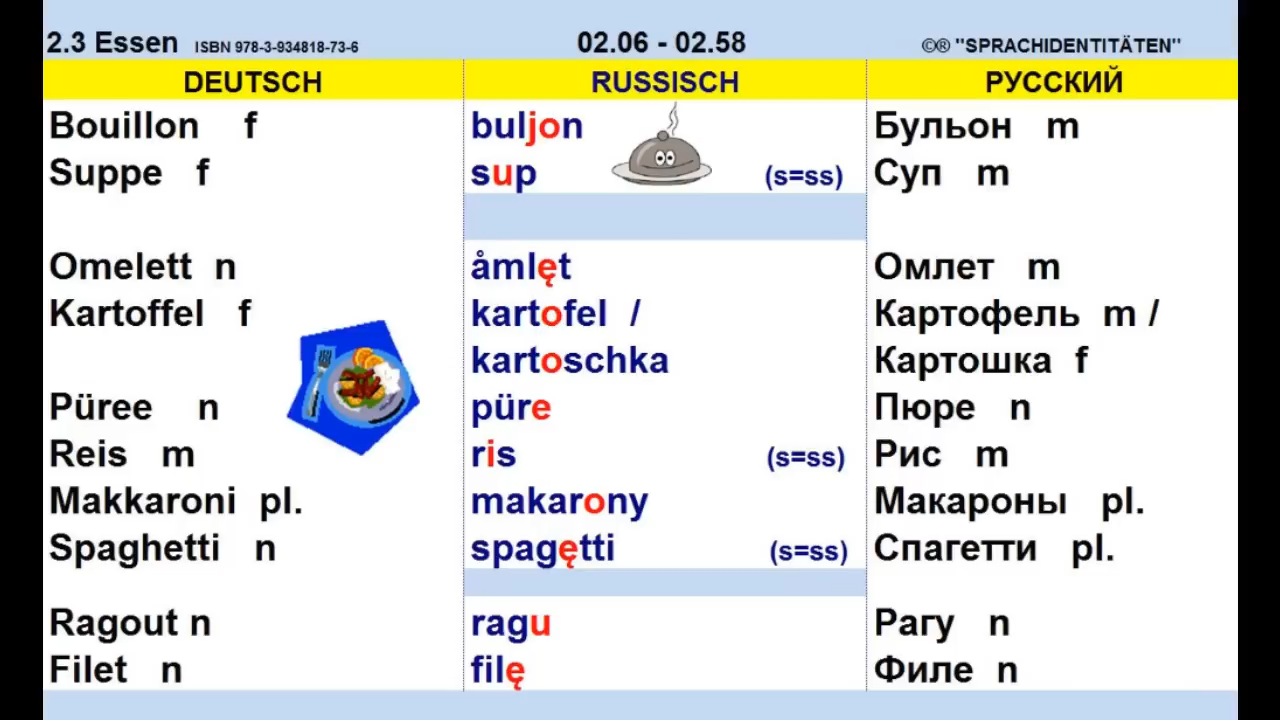 2.3 Essen ISBN 978-3-934818-73-6 02.06 - 02.58 ©® "SPRACHIDENTITÄTEN"
DEUTSCH RUSSISCH РУССКИЙ
Bouillon f buljon Бульон m
Suppe f sup (s=ss) Суп m
Omelett n åmlęt Омлет m
Kartoffel f kartofel / Картофель m /
kartoschka Картошка f
Püree n püre Пюре n
Reis m ris (s=ss) Рис m
Makkaroni pl. makarony Макароны pl.
Spaghetti n spagętti (s=ss) Спагетти pl.
Ragout n ragu Рагу n
Filet n filę Филе n